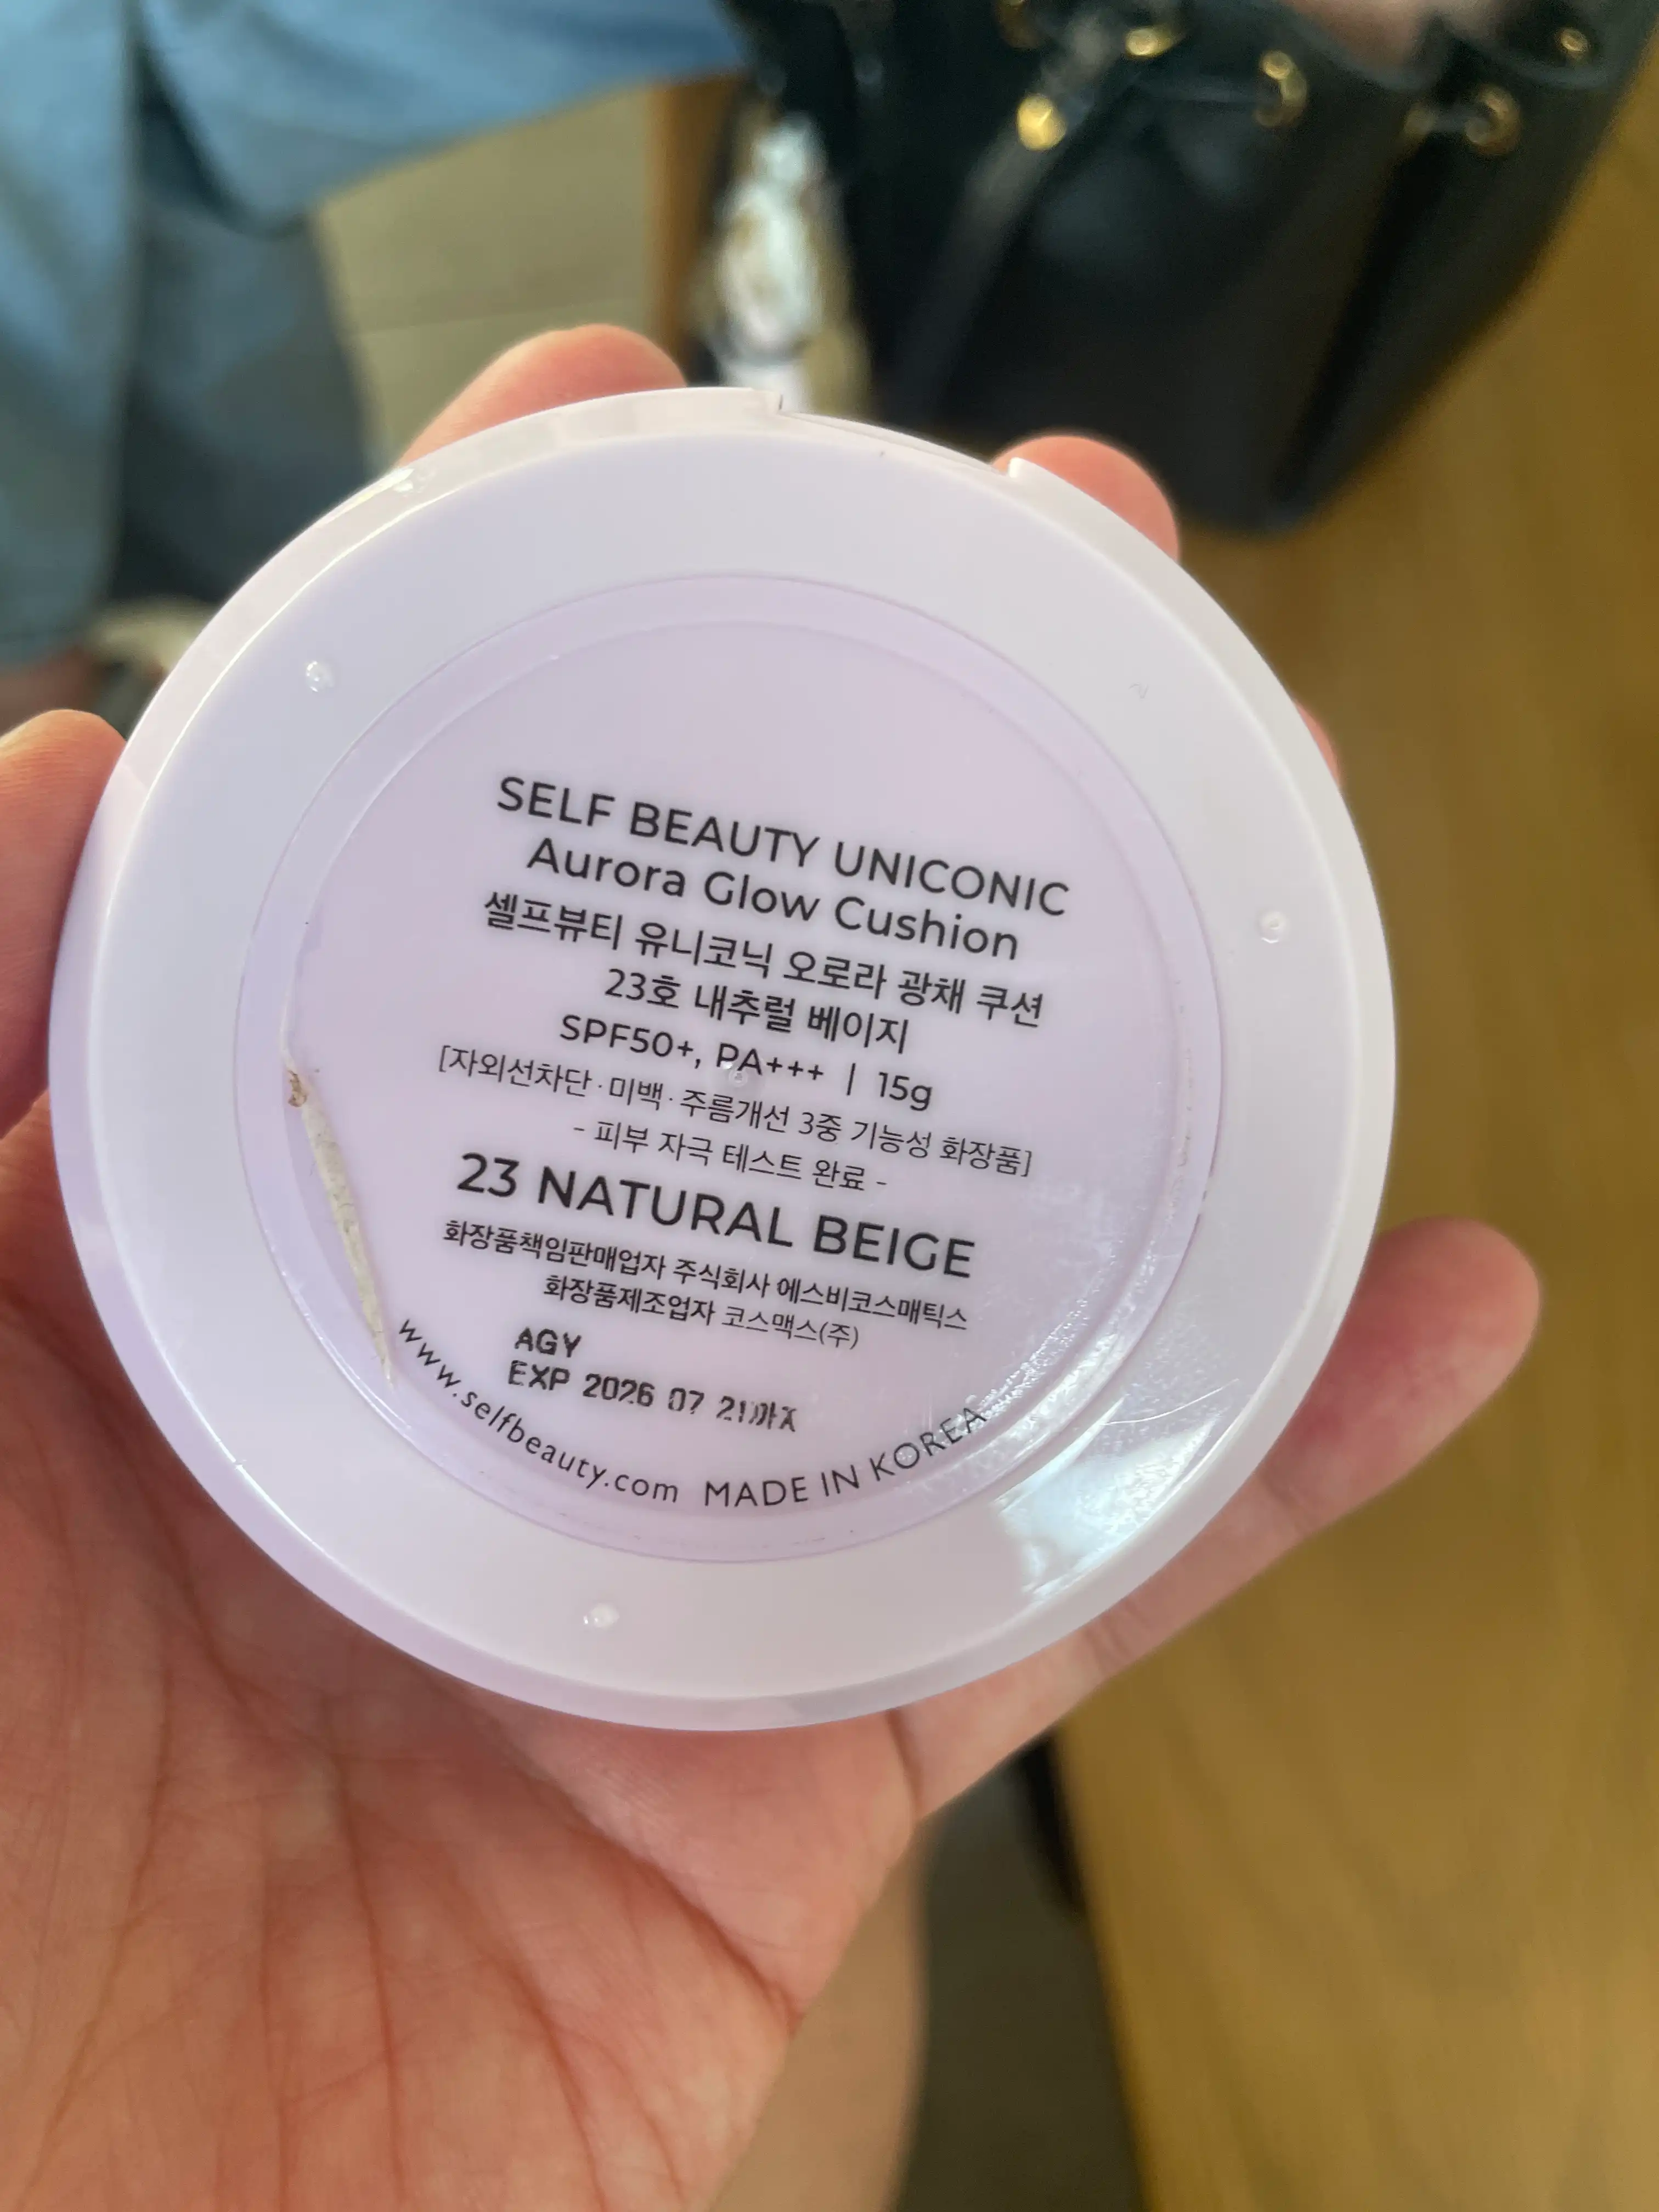 SELF BEAUTY UNICONIC
Aurora Glow Cushion
셀프뷰티 유니코닉 오로라 광채 쿠션
23호 내추럴 베이지
SPF50+, PA+++ | 15g
[자외선차단·미백·주름개선 3중 기능성 화장품]
- 피부 자극 테스트 완료 -
23 NATURAL BEIGE
화장품책임판매업자 주식회사 에스비코스매틱스
화장품제조업자 코스맥스(주)
AGY
EXP 2026 07 21까지
www.selfbeauty.com MADE IN KOREA